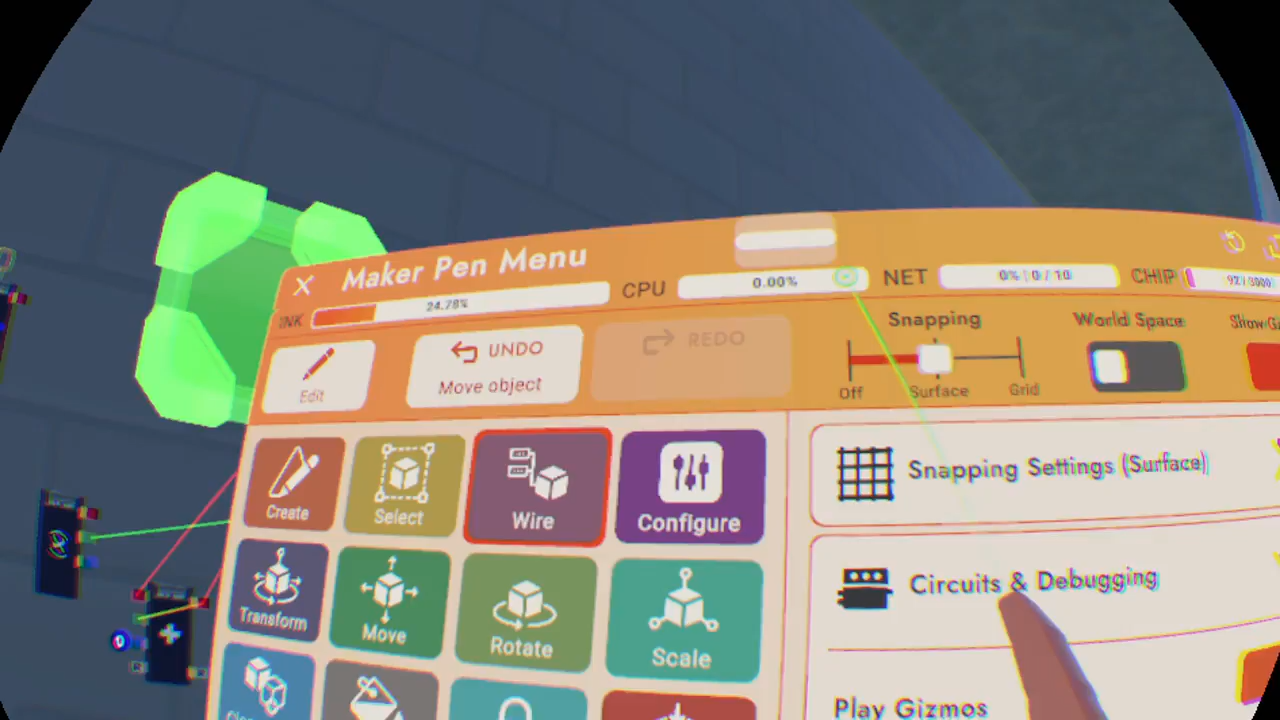 Maker Pen Menu
INK 24.78% CPU 0.00% NET 0% | 0 / 10 CHIP
Edit
UNDO
Move object
REDO
Snapping
Off Surface Grid
World Space
Create
Select
Wire
Configure
Transform
Move
Rotate
Scale
Snapping Settings (Surface)
Circuits & Debugging
Play Gizmos